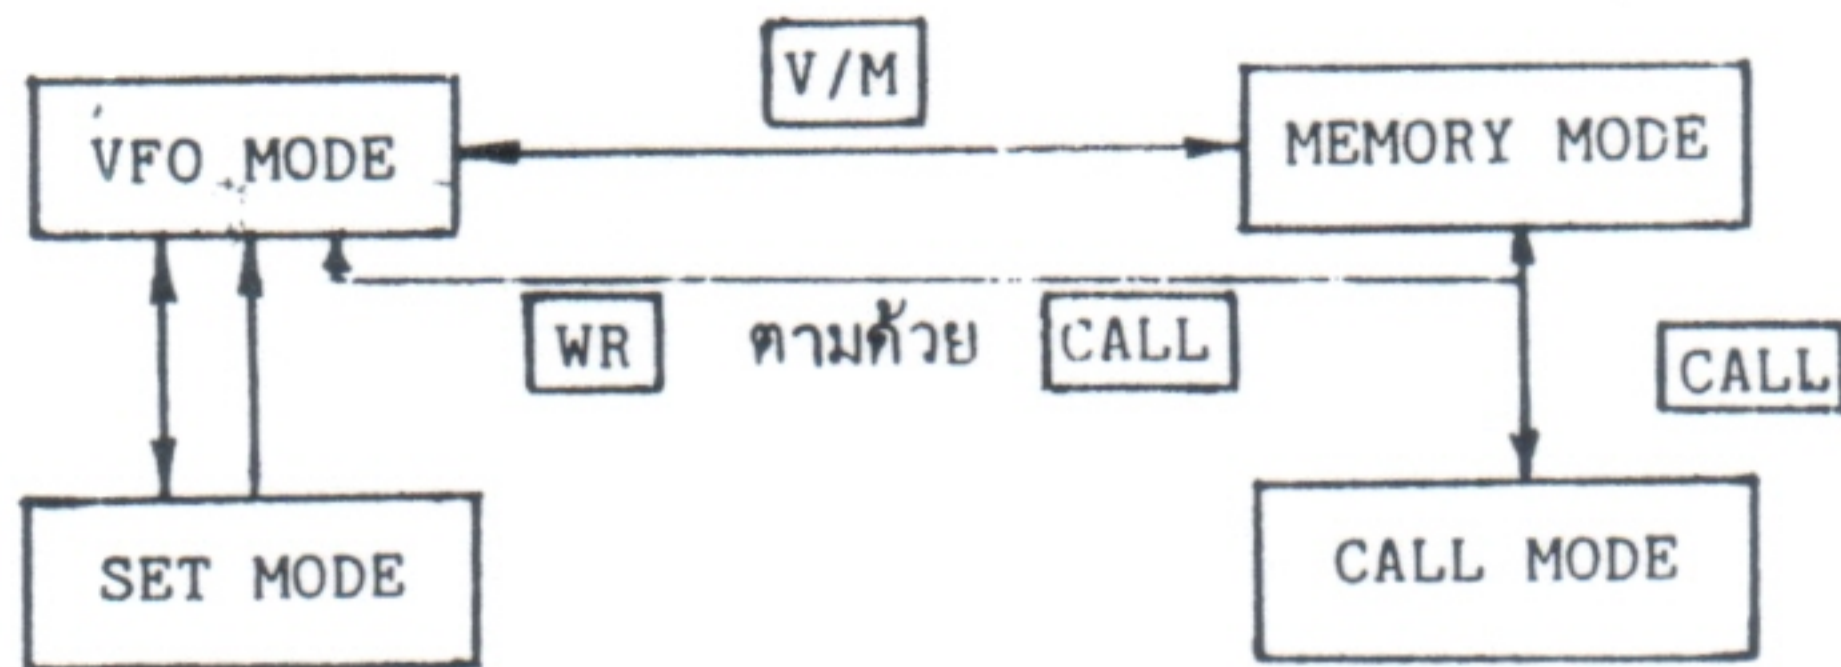 V/M
VFO MODE
MEMORY MODE
WR ตามด้วย CALL
CALL
SET MODE
CALL MODE